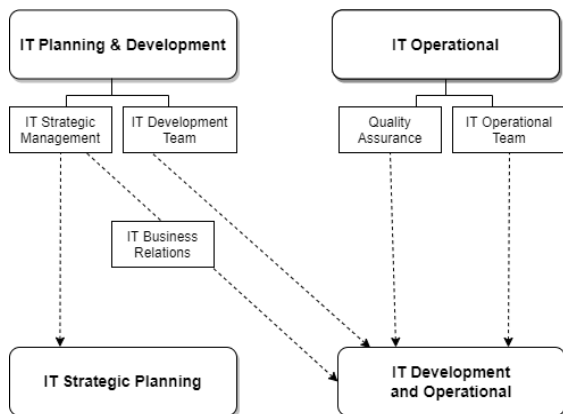 IT Planning & Development
IT Operational
IT Strategic
Management
IT Development
Team
Quality
Assurance
IT Operational
Team
IT Business
Relations
IT Strategic Planning
IT Development
and Operational